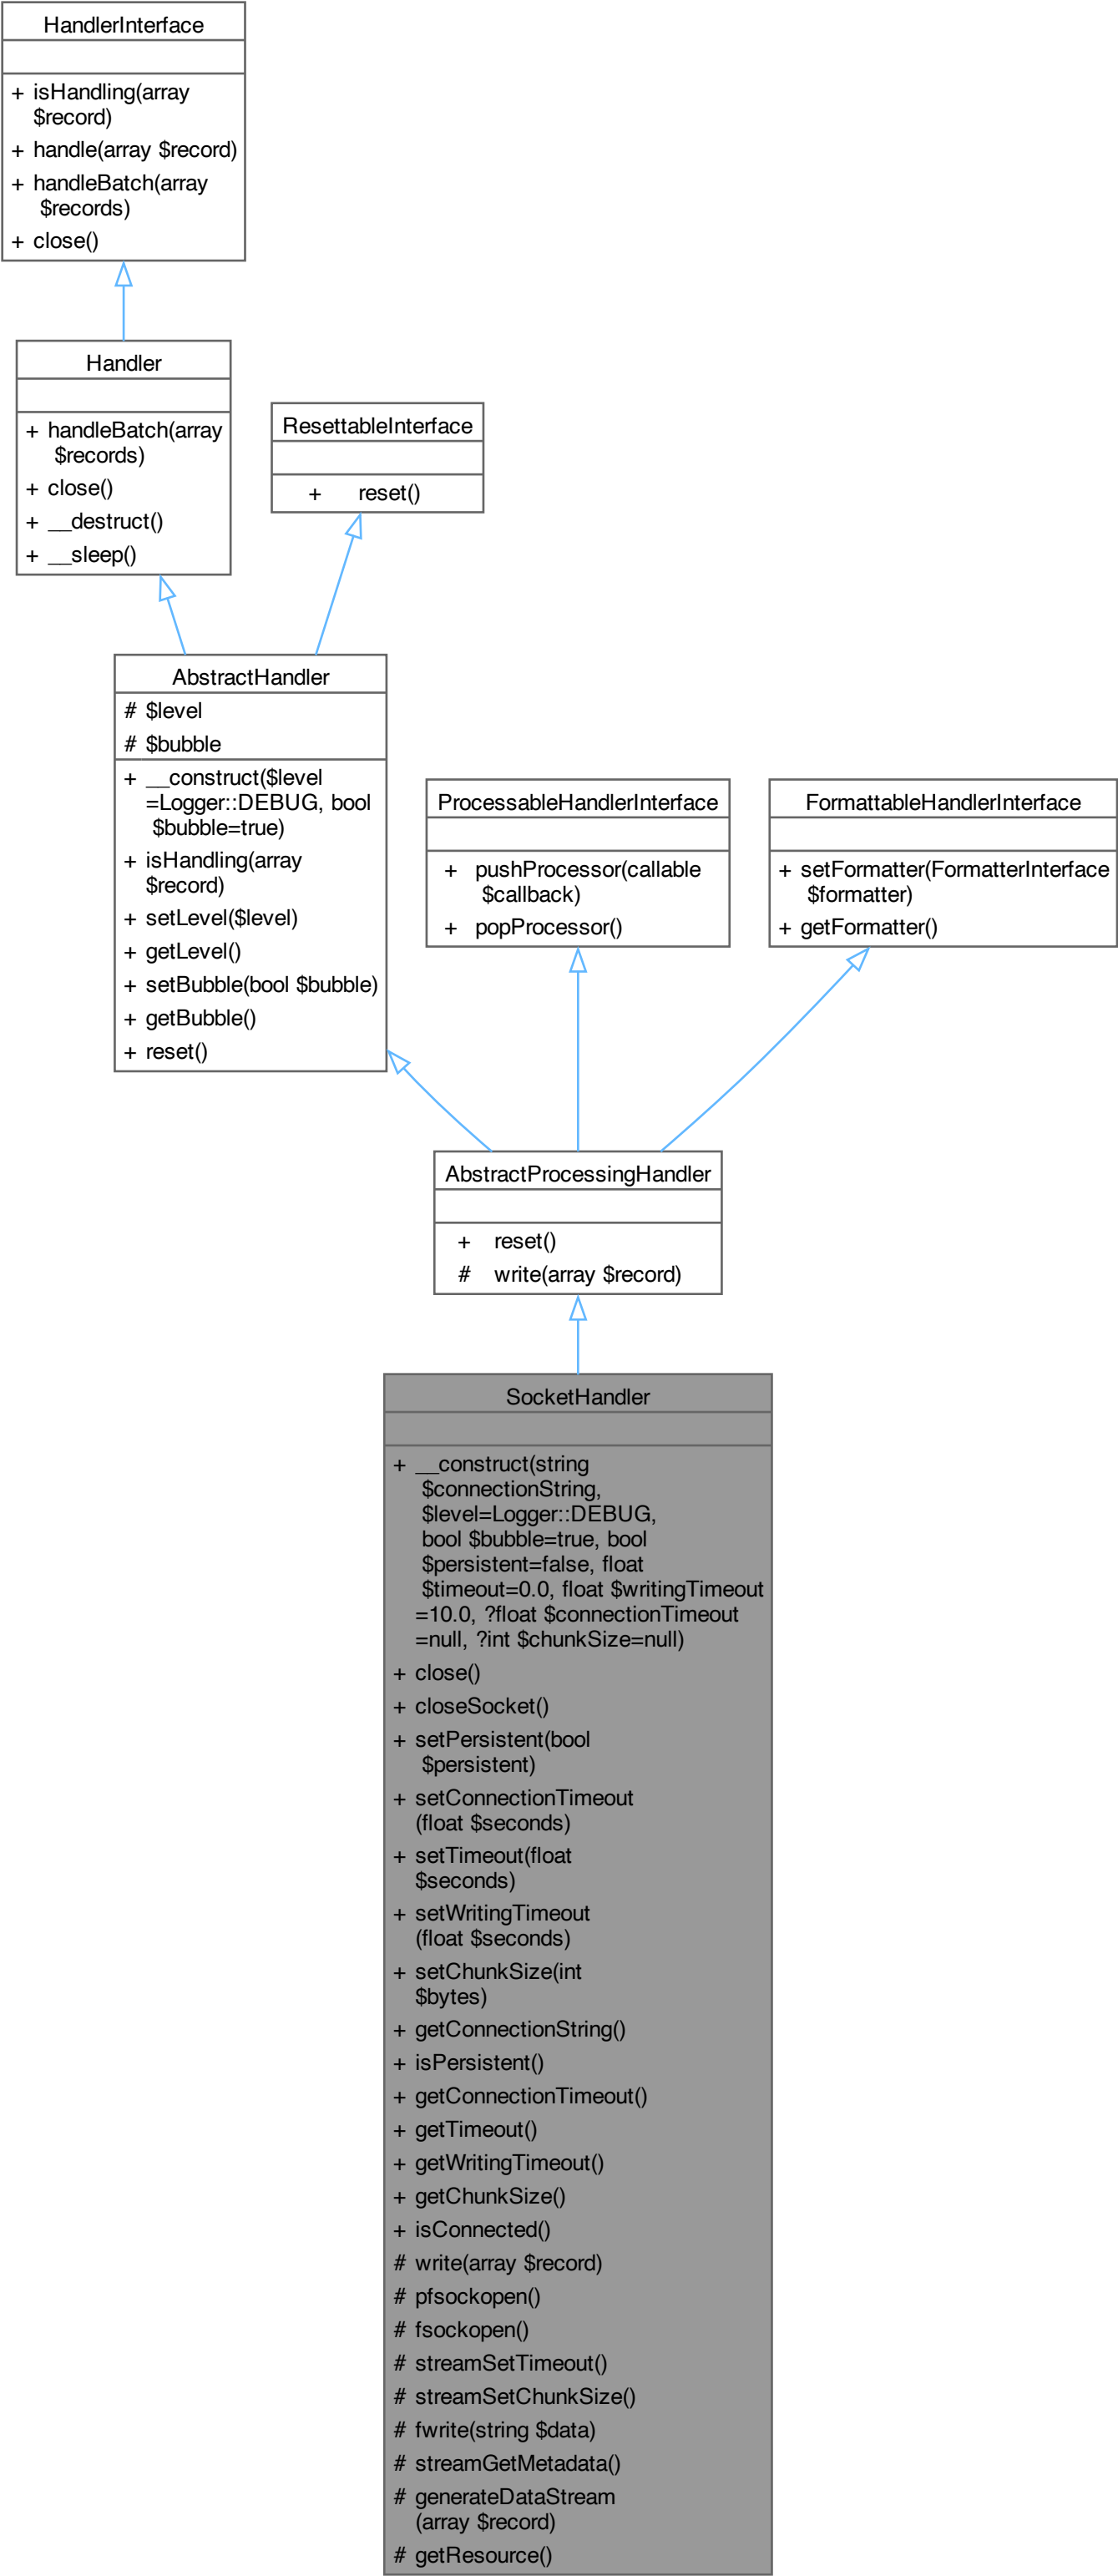 HandlerInterface
+ isHandling(array
$record)
+ handle(array $record)
+ handleBatch(array
$records)
+ close()
Handler
+ handleBatch(array
$records)
+ close()
+ __destruct()
+ __sleep()
ResettableInterface
+ reset()
AbstractHandler
# $level
# $bubble
+ __construct($level
=Logger::DEBUG, bool
$bubble=true)
+ isHandling(array
$record)
+ setLevel($level)
+ getLevel()
+ setBubble(bool $bubble)
+ getBubble()
+ reset()
ProcessableHandlerInterface
+ pushProcessor(callable
$callback)
+ popProcessor()
FormattableHandlerInterface
+ setFormatter(FormatterInterface
$formatter)
+ getFormatter()
AbstractProcessingHandler
+ reset()
# write(array $record)
SocketHandler
+ __construct(string
$connectionString,
$level=Logger::DEBUG,
bool $bubble=true, bool
$persistent=false, float
$timeout=0.0, float $writingTimeout
=10.0, ?float $connectionTimeout
=null, ?int $chunkSize=null)
+ close()
+ closeSocket()
+ setPersistent(bool
$persistent)
+ setConnectionTimeout
(float $seconds)
+ setTimeout(float
$seconds)
+ setWritingTimeout
(float $seconds)
+ setChunkSize(int
$bytes)
+ getConnectionString()
+ isPersistent()
+ getConnectionTimeout()
+ getTimeout()
+ getWritingTimeout()
+ getChunkSize()
+ isConnected()
# write(array $record)
# pfsockopen()
# fsockopen()
# streamSetTimeout()
# streamSetChunkSize()
# fwrite(string $data)
# streamGetMetadata()
# generateDataStream
(array $record)
# getResource()